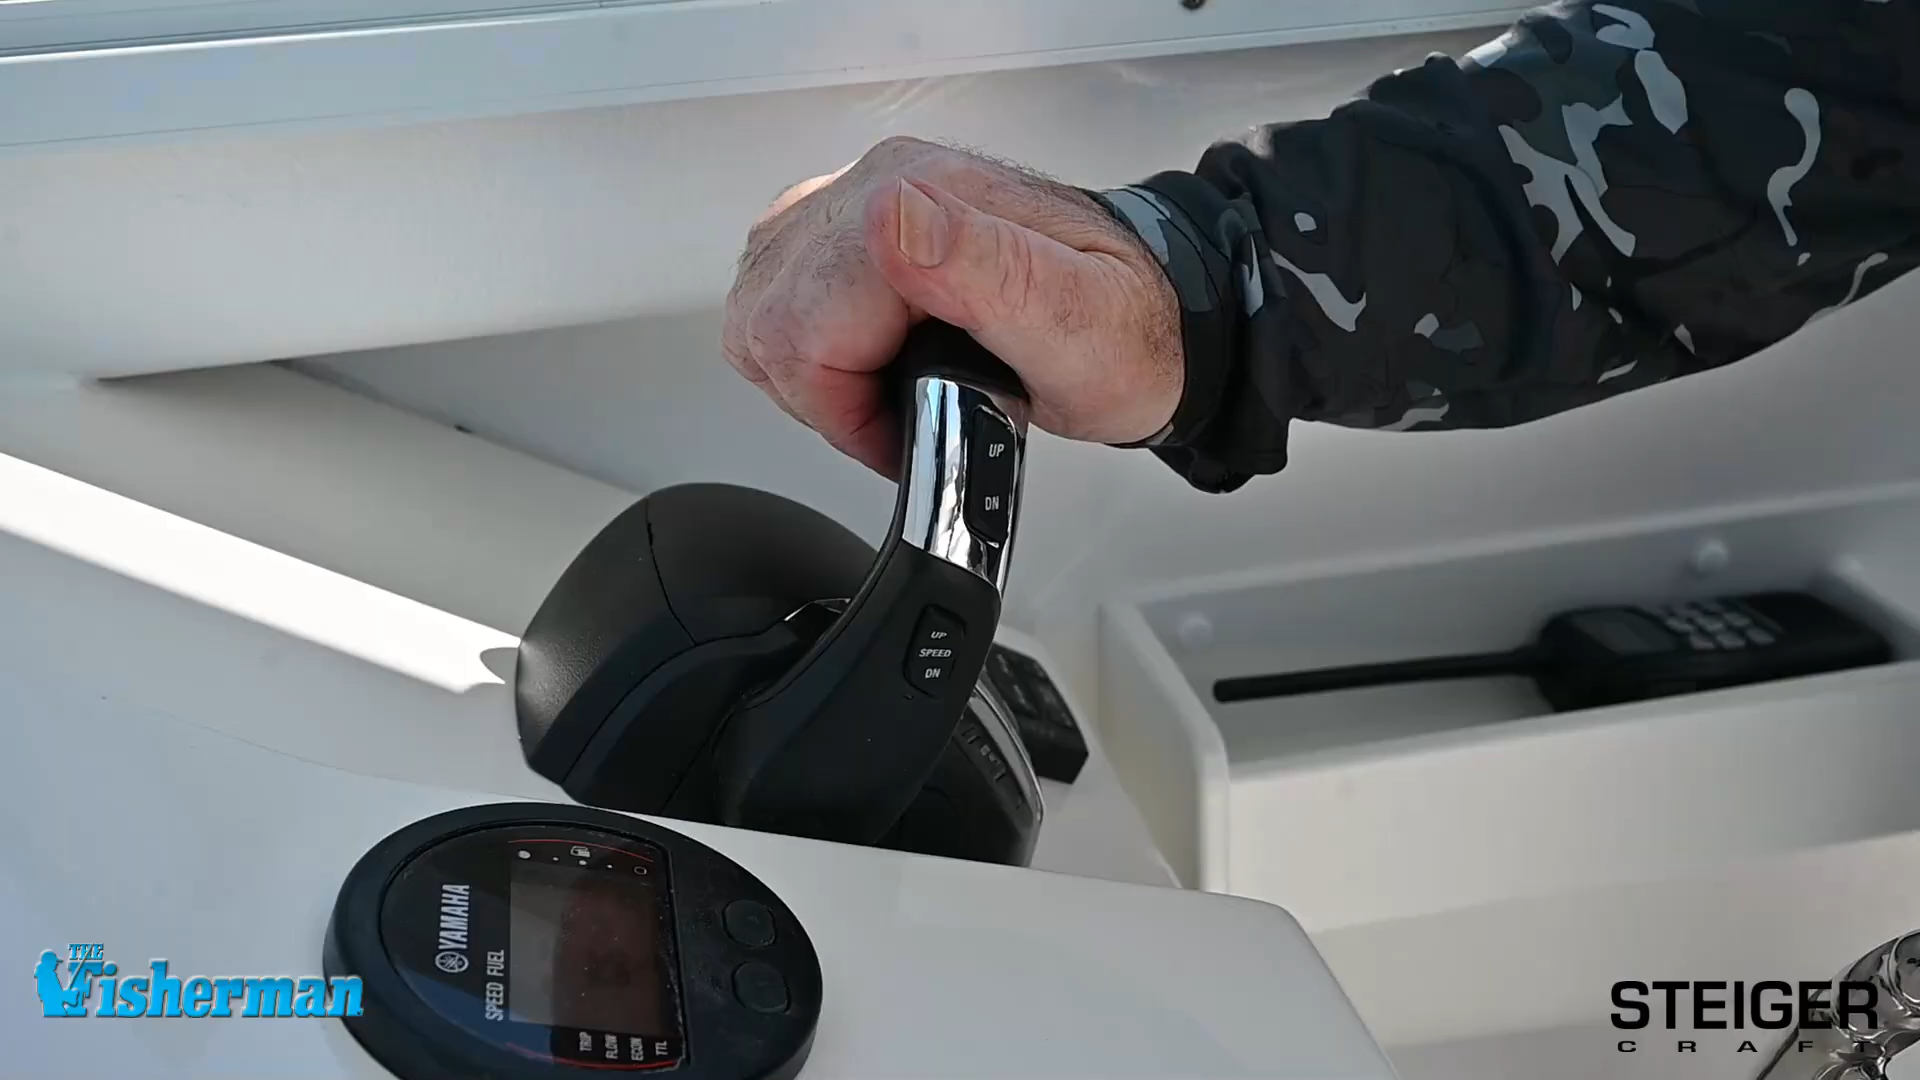 UP
DN
UP
SPEED
DN
YAMAHA
SPEED FUEL
TRIP
FLOW
ECON
TTL
THE
Fisherman
STEIGER
CRAFT